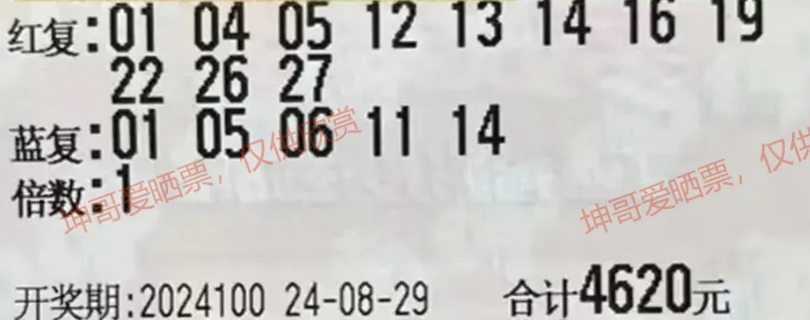 红复:01 04 05 12 13 14 16 19
22 26 27
蓝复:01 05 06 11 14
倍数:1
坤哥爱晒票，仅供欣赏
坤哥爱晒票，仅供
开奖期:2024100 24-08-29 合计4620元